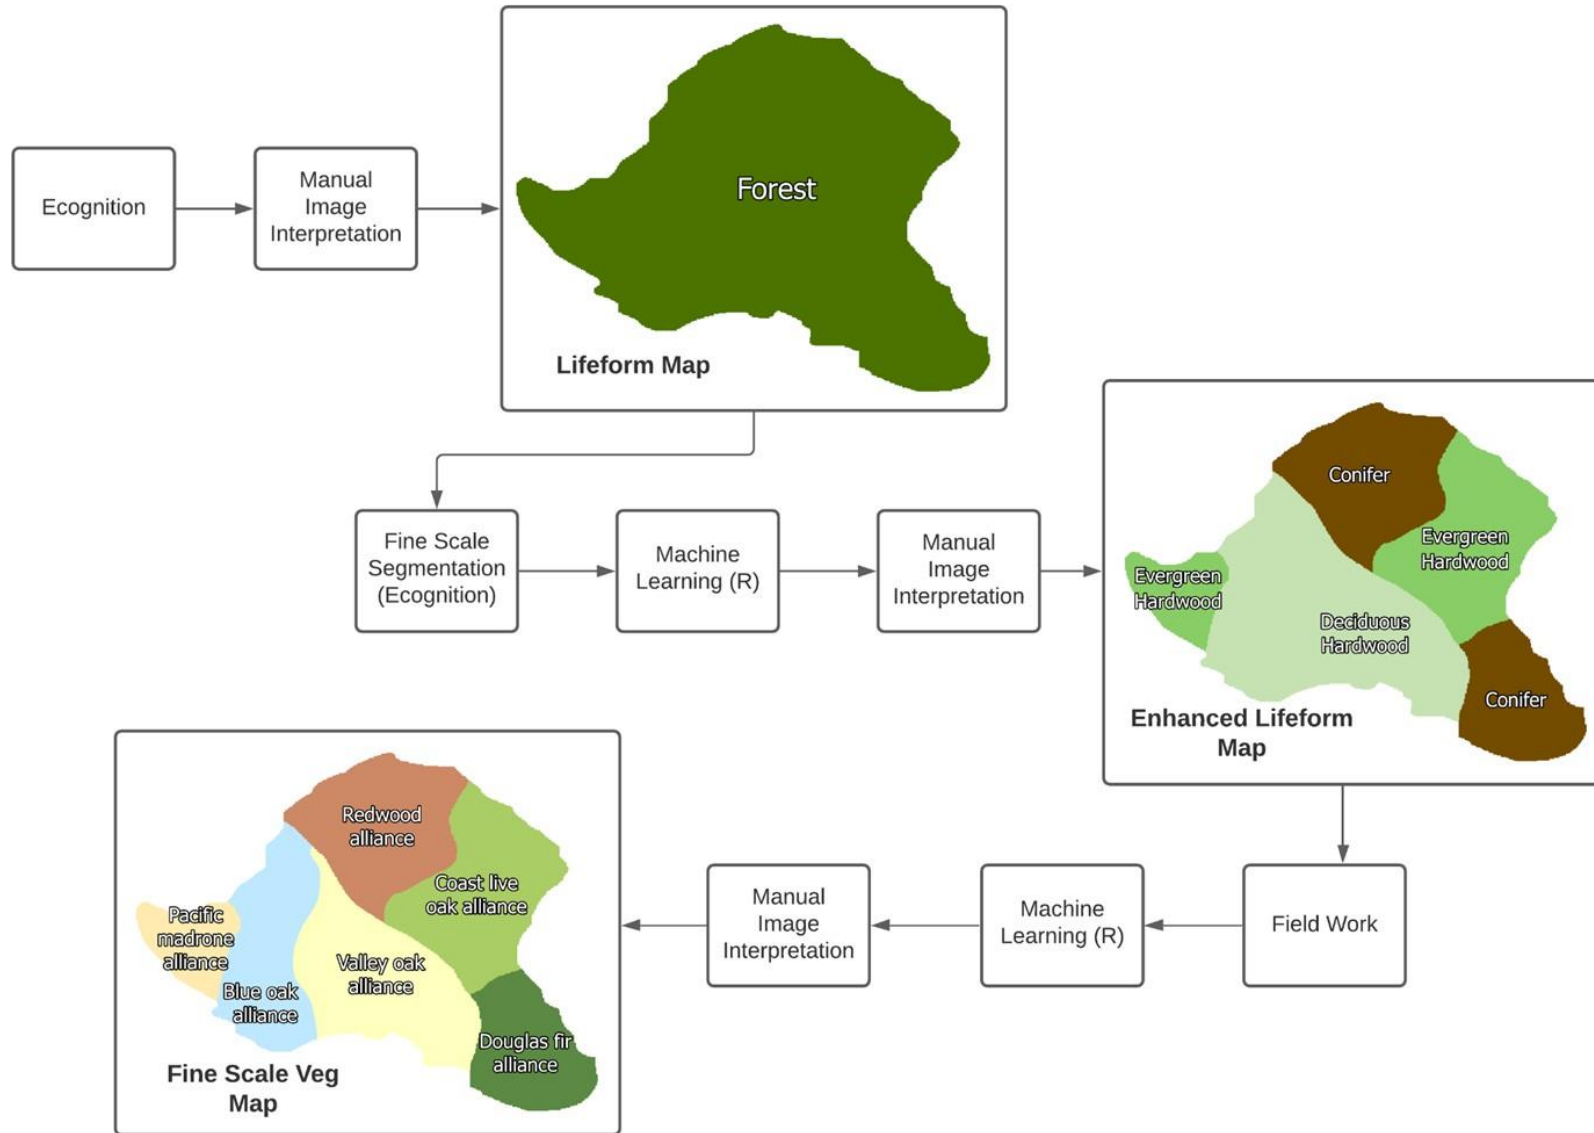 Ecognition
Manual
Image
Interpretation
Forest
Lifeform Map
Fine Scale
Segmentation
(Ecognition)
Machine
Learning (R)
Manual
Image
Interpretation
Conifer
Evergreen
Hardwood
Evergreen
Hardwood
Deciduous
Hardwood
Conifer
Enhanced Lifeform
Map
Field Work
Machine
Learning (R)
Manual
Image
Interpretation
Redwood
alliance
Coast live
oak alliance
Pacific
madrone
alliance
Valley oak
alliance
Blue oak
alliance
Douglas fir
alliance
Fine Scale Veg
Map